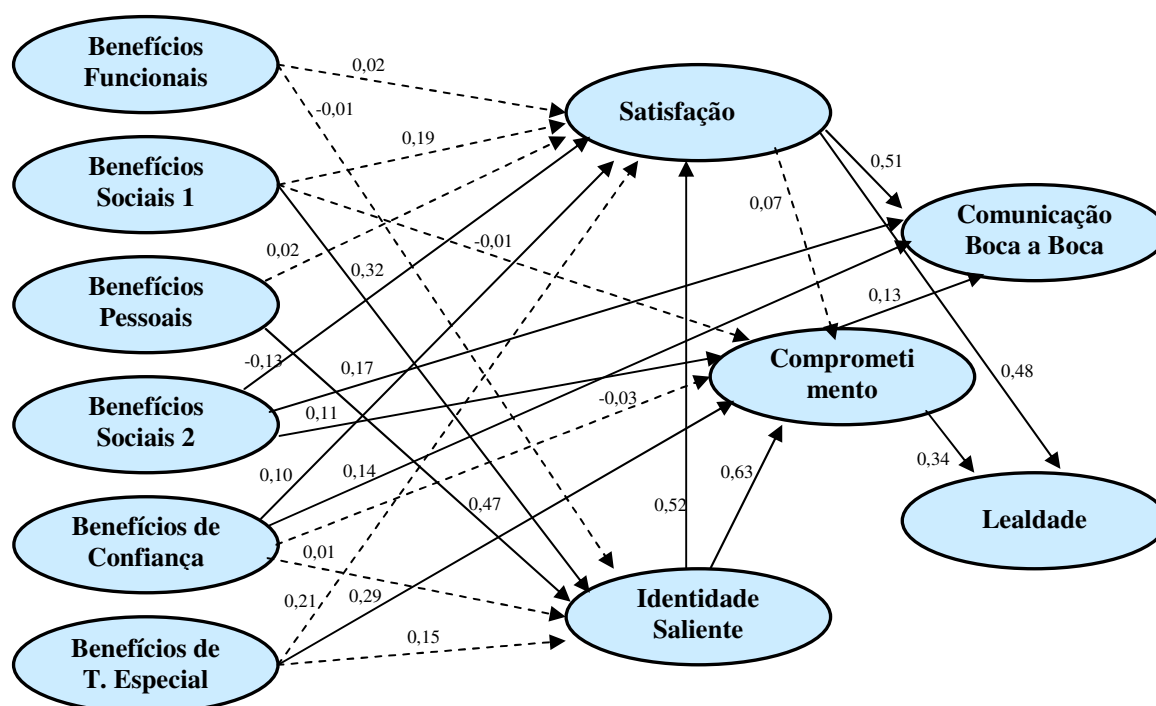 Benefícios
Funcionais
0,02
-0,01
Satisfação
0,19
Benefícios
Sociais 1
0,51
0,07
Comunicação
Boca a Boca
-0,01
0,02
0,32
Benefícios
Pessoais
0,13
-0,13
0,17
Comprometi
mento
0,48
-0,03
Benefícios
Sociais 2
0,11
0,10
0,14
0,63
0,34
0,47
0,52
Lealdade
Benefícios de
Confiança
0,01
0,21
0,29
Identidade
Saliente
0,15
Benefícios de
T. Especial